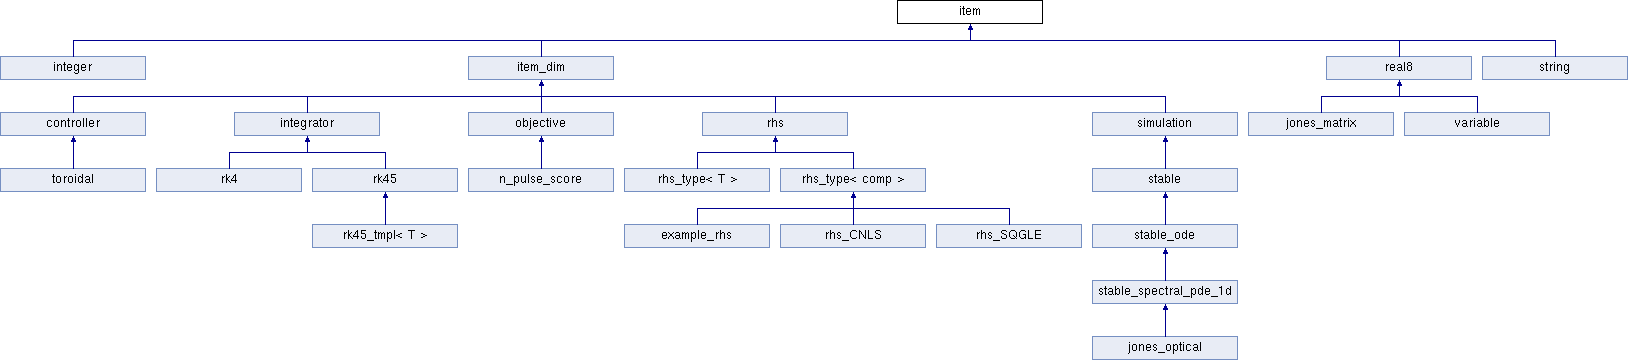 item
integer
item_dim
real8
string
controller
integrator
objective
rhs
simulation
jones_matrix
variable
toroidal
rk4
rk45
n_pulse_score
rhs_type< T >
rhs_type< comp >
stable
rk45_tmpl< T >
example_rhs
rhs_CNLS
rhs_SQGLE
stable_ode
stable_spectral_pde_1d
jones_optical